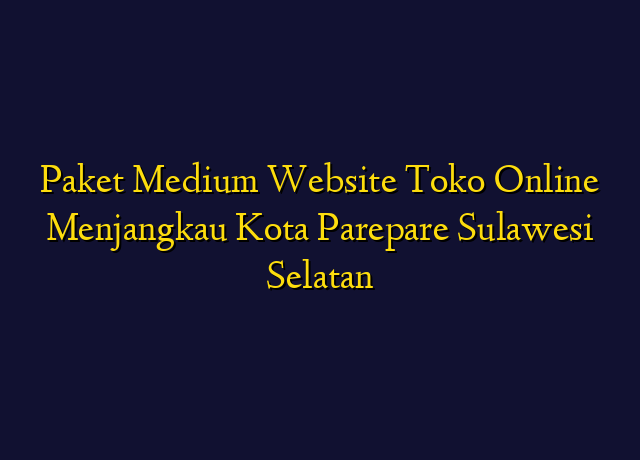 Paket Medium Website Toko Online
Menjangkau Kota Parepare Sulawesi
Selatan